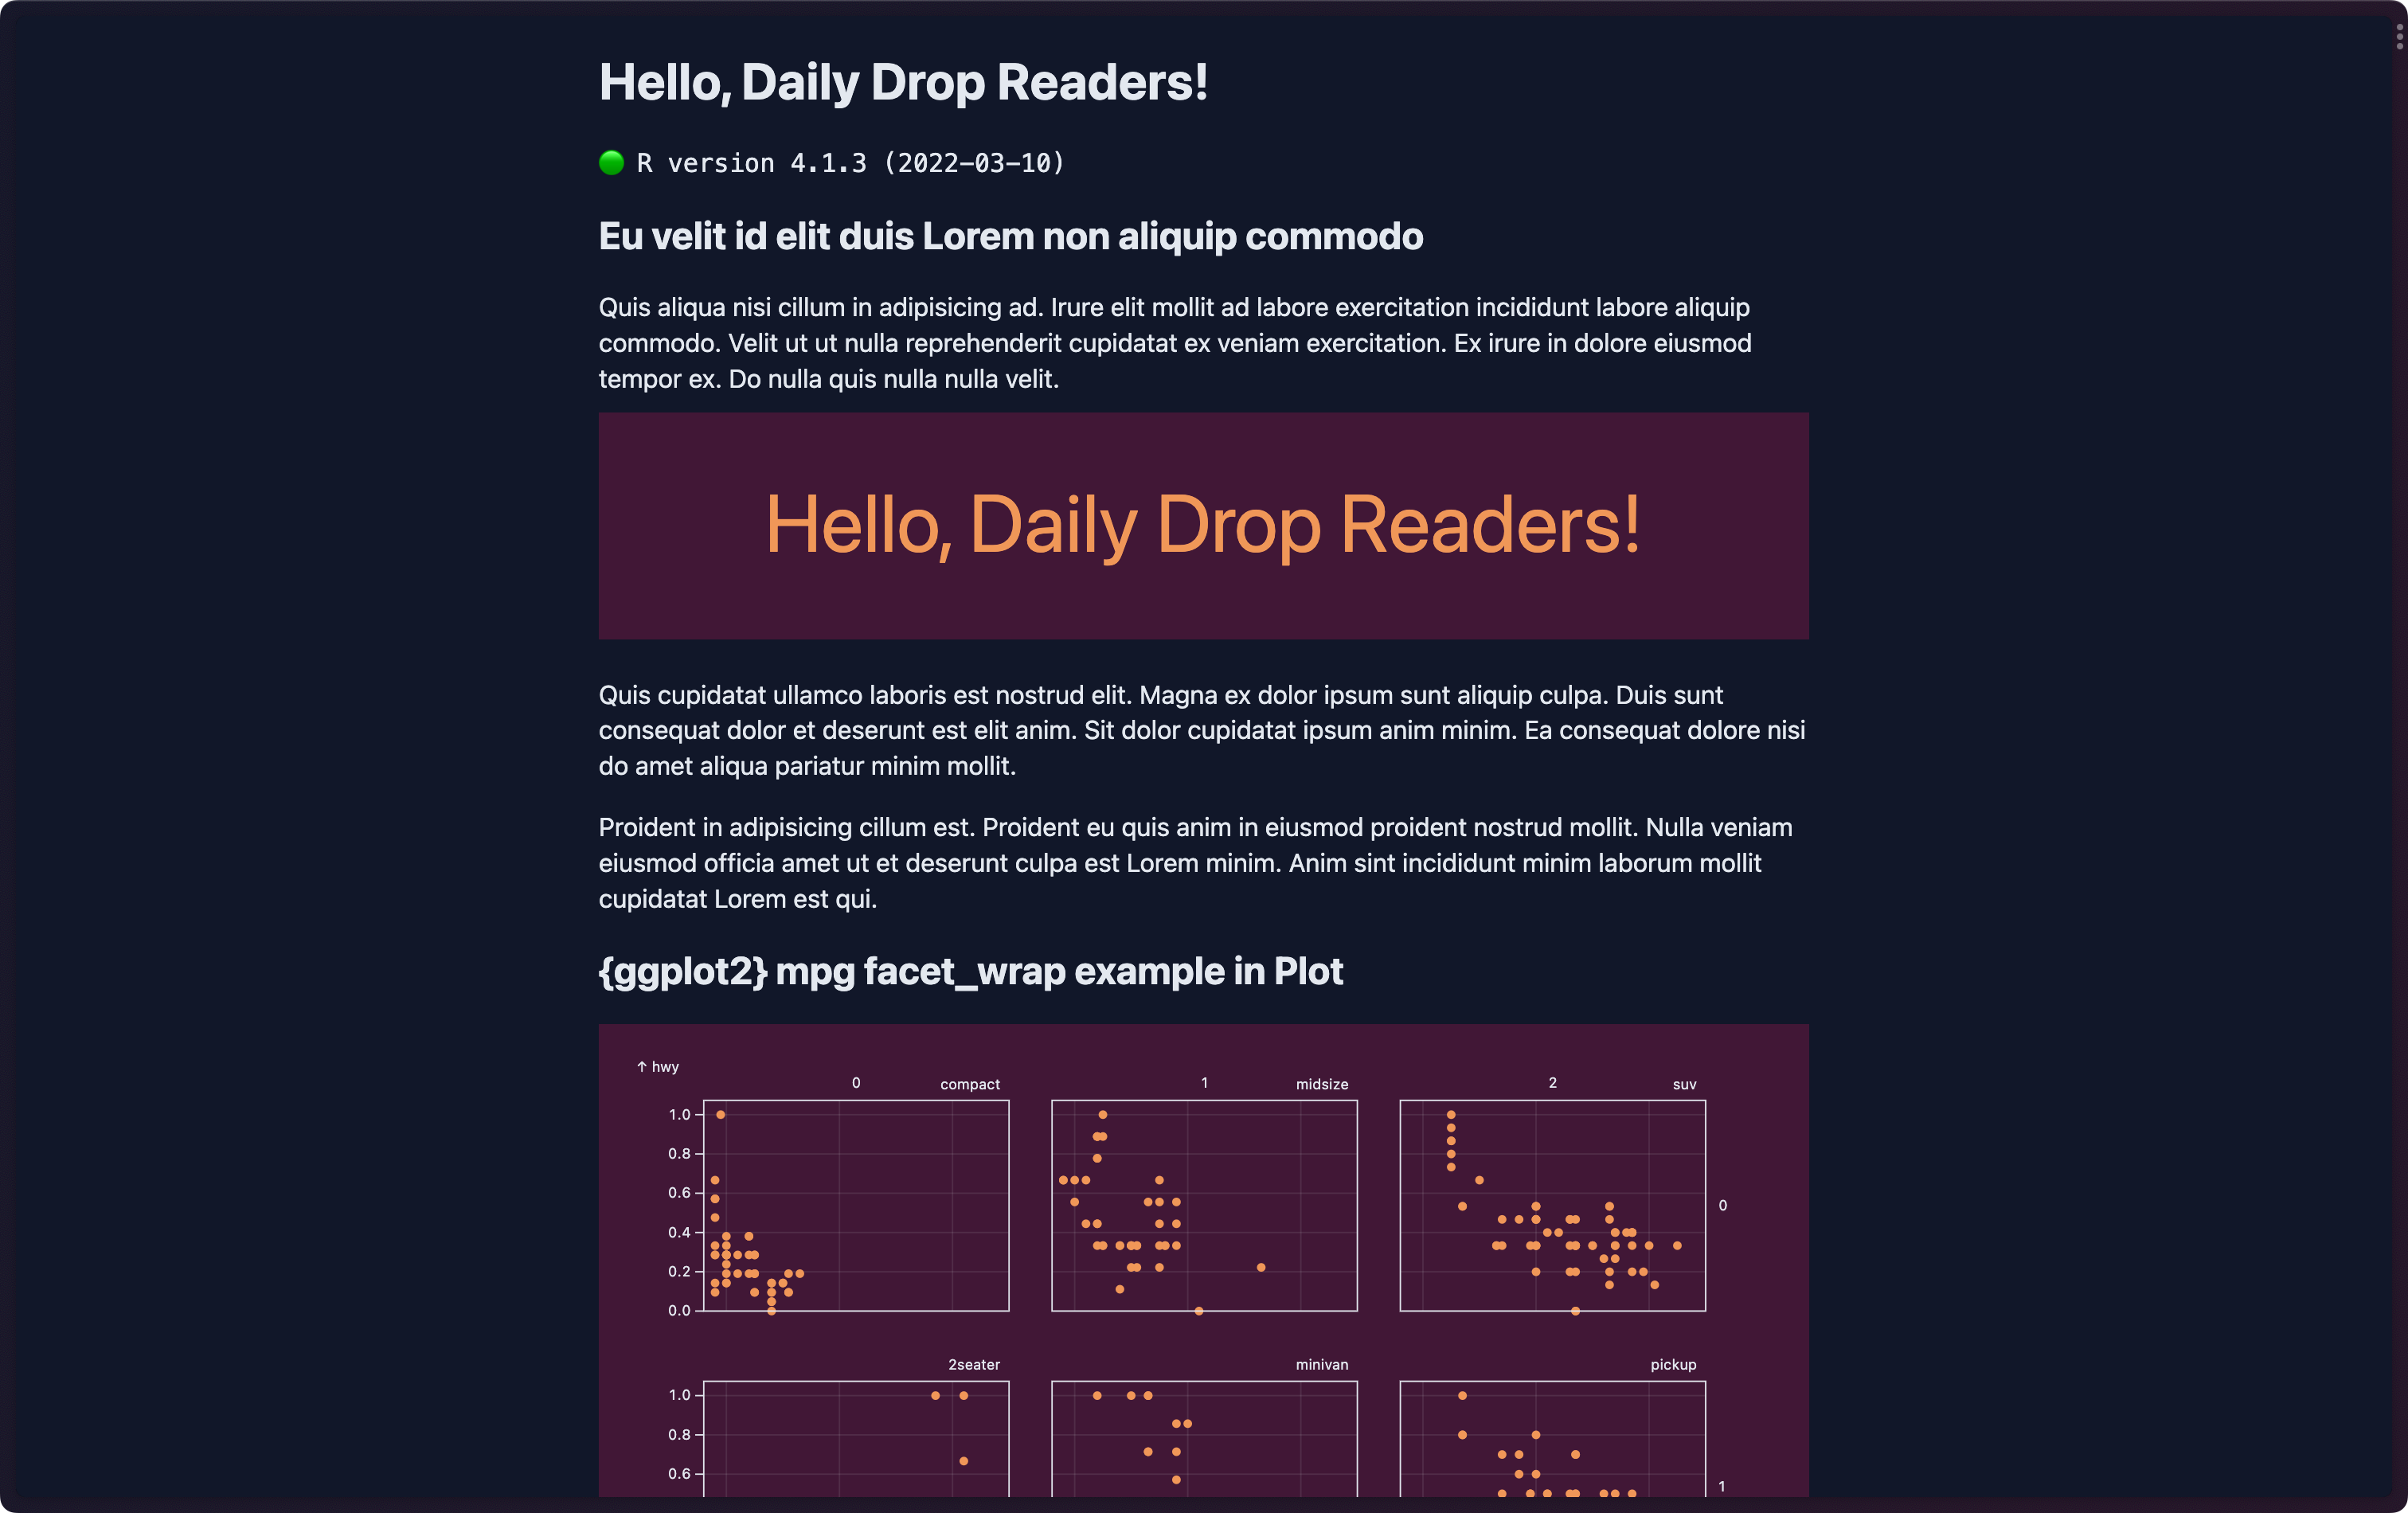 Hello, Daily Drop Readers!
🟢 R version 4.1.3 (2022-03-10)
Eu velit id elit duis Lorem non aliquip commodo
Quis aliqua nisi cillum in adipisicing ad. Irure elit mollit ad labore exercitation incididunt labore aliquip
commodo. Velit ut ut nulla reprehenderit cupidatat ex veniam exercitation. Ex irure in dolore eiusmod
tempor ex. Do nulla quis nulla nulla velit.
Hello, Daily Drop Readers!
Quis cupidatat ullamco laboris est nostrud elit. Magna ex dolor ipsum sunt aliquip culpa. Duis sunt
consequat dolor et deserunt est elit anim. Sit dolor cupidatat ipsum anim minim. Ea consequat dolore nisi
do amet aliqua pariatur minim mollit.
Proident in adipisicing cillum est. Proident eu quis anim in eiusmod proident nostrud mollit. Nulla veniam
eiusmod officia amet ut et deserunt culpa est Lorem minim. Anim sint incididunt minim laborum mollit
cupidatat Lorem est qui.
{ggplot2} mpg facet_wrap example in Plot
↑ hwy
0 compact 1 midsize 2 suv
1.0
0.8
0.6
0
0.4
0.2
0.0
2seater minivan pickup
1.0
0.8
0.6
1